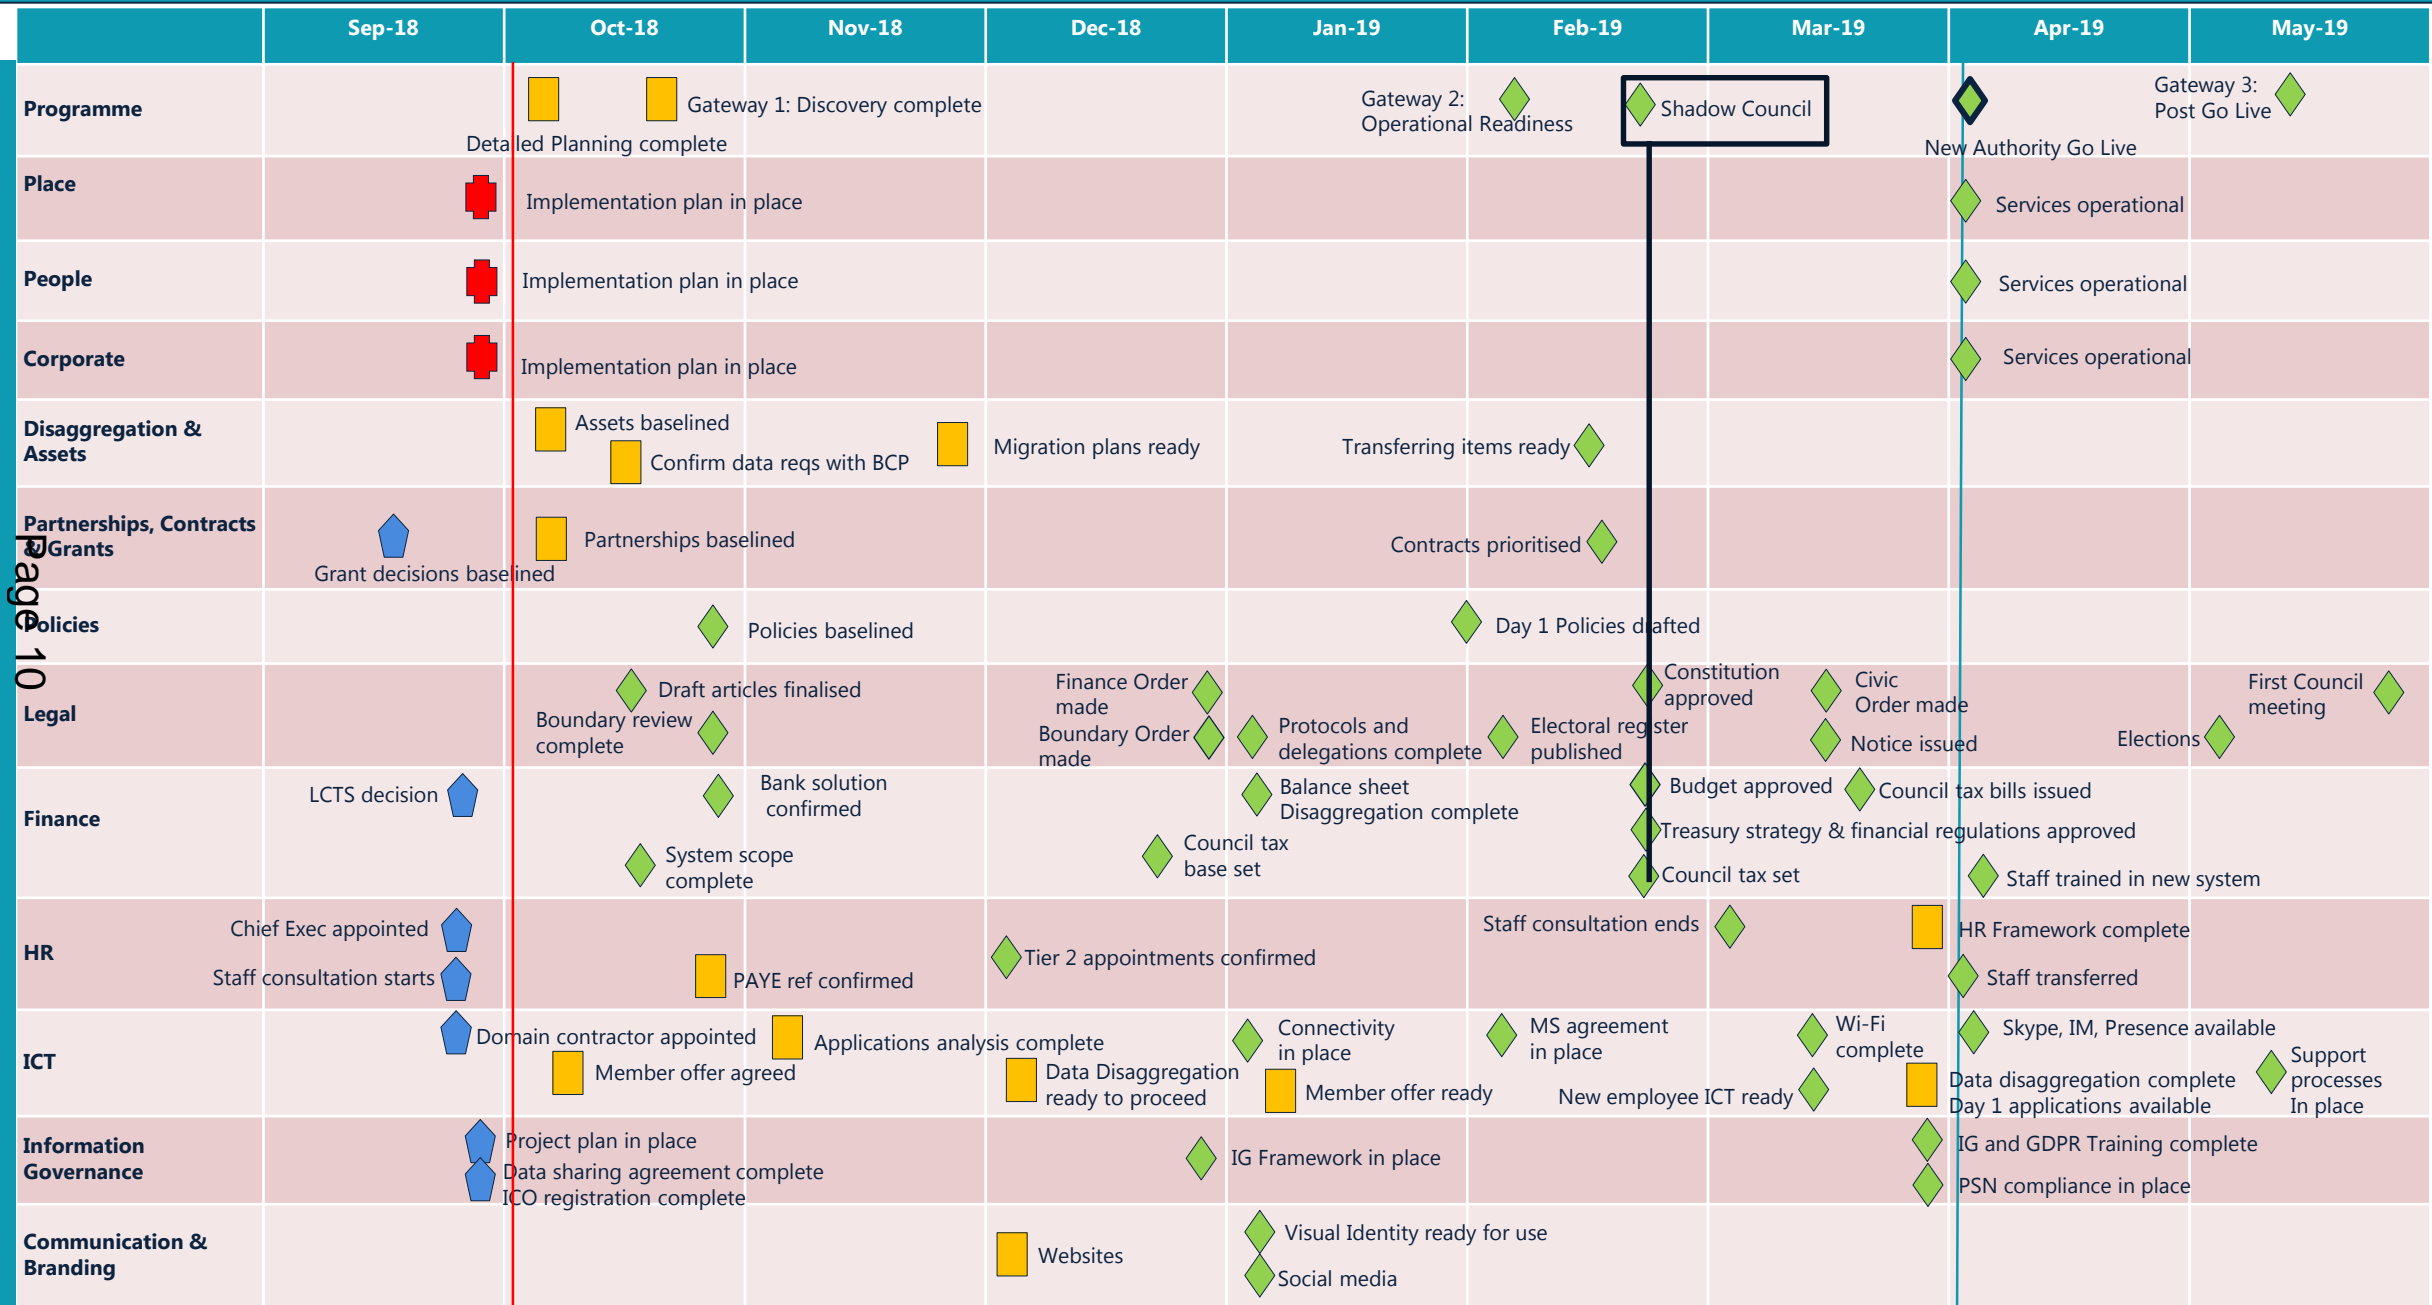 Sep-18
Oct-18
Nov-18
Dec-18
Jan-19
Feb-19
Mar-19
Apr-19
May-19
Programme
Detailed Planning complete
Gateway 1: Discovery complete
Gateway 2:
Operational Readiness
Shadow Council
New Authority Go Live
Gateway 3:
Post Go Live
Place
Implementation plan in place
Services operational
People
Implementation plan in place
Services operational
Corporate
Implementation plan in place
Services operational
Disaggregation &
Assets
Assets baselined
Confirm data reqs with BCP
Migration plans ready
Transferring items ready
Partnerships, Contracts
& Grants
Grant decisions baselined
Partnerships baselined
Contracts prioritised
Page 10
Policies
Policies baselined
Day 1 Policies drafted
Legal
Draft articles finalised
Boundary review
complete
Finance Order
made
Boundary Order
made
Protocols and
delegations complete
Electoral register
published
Constitution
approved
Civic
Order made
Notice issued
Elections
First Council
meeting
Finance
LCTS decision
Bank solution
confirmed
System scope
complete
Council tax
base set
Balance sheet
Disaggregation complete
Budget approved
Council tax bills issued
Treasury strategy & financial regulations approved
Council tax set
Staff trained in new system
HR
Chief Exec appointed
Staff consultation starts
PAYE ref confirmed
Tier 2 appointments confirmed
Staff consultation ends
HR Framework complete
Staff transferred
ICT
Domain contractor appointed
Member offer agreed
Applications analysis complete
Data Disaggregation
ready to proceed
Connectivity
in place
Member offer ready
MS agreement
in place
New employee ICT ready
Wi-Fi
complete
Skype, IM, Presence available
Data disaggregation complete
Day 1 applications available
Support
processes
In place
Information
Governance
Project plan in place
Data sharing agreement complete
ICO registration complete
IG Framework in place
IG and GDPR Training complete
PSN compliance in place
Communication &
Branding
Websites
Visual Identity ready for use
Social media